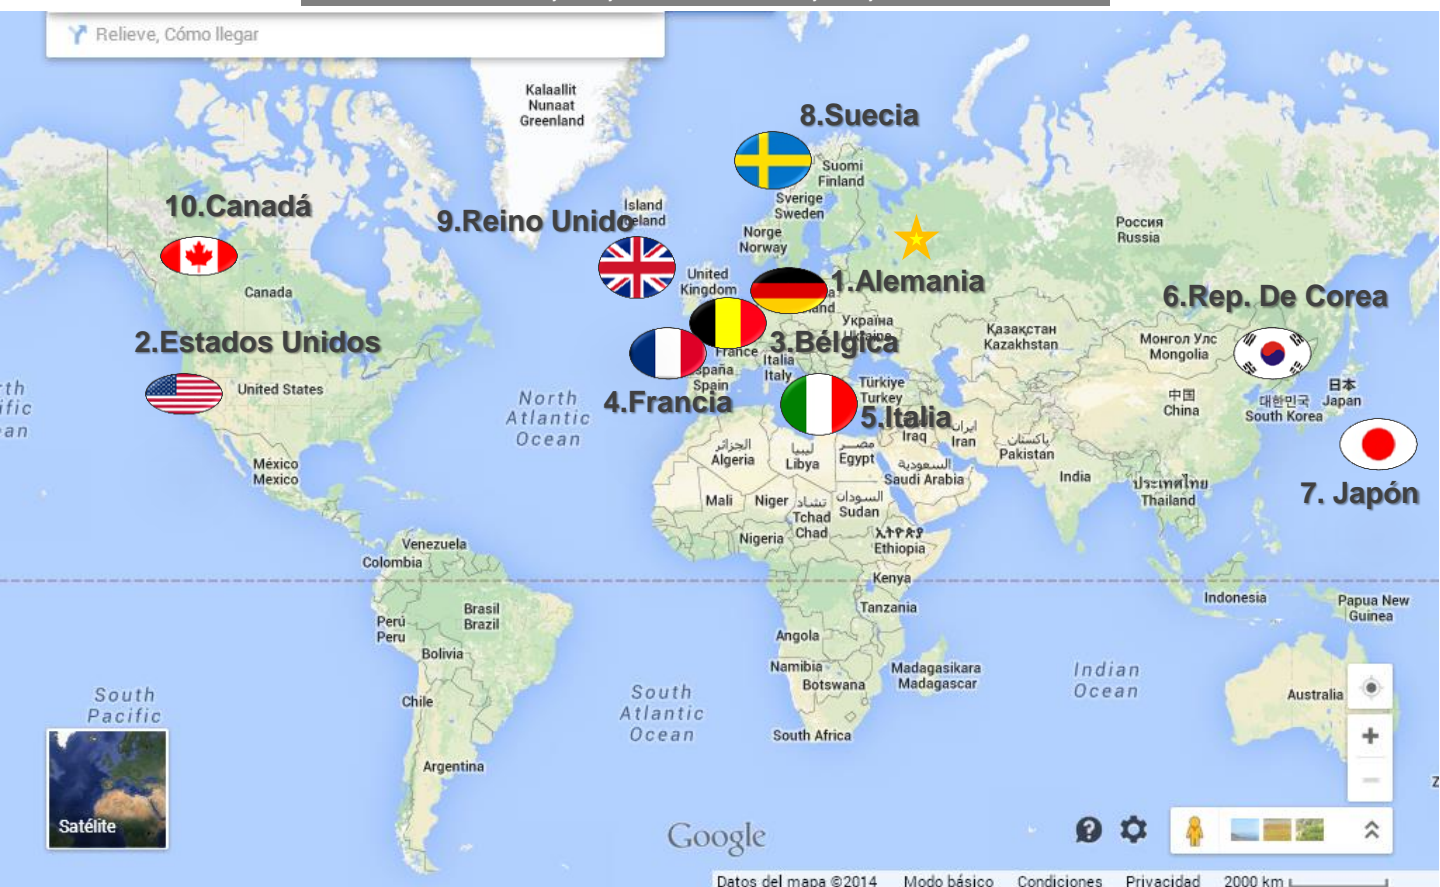 Relieve, Cómo llegar
Kalaallit
Nunaat
Greenland
8.Suecia
Suomi
Finland
Sverige
Sweden
10.Canadá
9.Reino Unido
Ísland
Norge
Norway
Россия
Russia
United
Kingdom
1.Alemania
Canada
6.Rep. De Corea
Україна
Қазақстан
Kazakhstan
Монгол Улс
Mongolia
2.Estados Unidos
3.Bélgica
France
Italia
Italy
Spain
United States
North
Atlantic
Ocean
4.Francia
Türkiye
Turkey
5.Italia
Iraq
ایران
Iran
中国
China
日本
Japan
대한민국
South Korea
پاکستان
Pakistan
الجزائر
Algeria
ليبيا
Libya
مصر
Egypt
السعودية
Saudi Arabia
México
Mexico
India
ประเทศไทย
Thailand
7. Japón
Mali
Niger
تشاد
Tchad
Chad
السودان
Sudan
Nigeria
ኢትዮጵያ
Ethiopia
Venezuela
Colombia
Kenya
Tanzania
Indonesia
Papua New
Guinea
Brasil
Brazil
Perú
Peru
Bolivia
Angola
Namibia
Botswana
Madagasikara
Madagascar
Indian
Ocean
South
Pacific
Chile
South
Atlantic
Ocean
South Africa
Australia
Argentina
Satélite
Google
Datos del mapa ©2014 Modo básico Condiciones Privacidad 2000 km